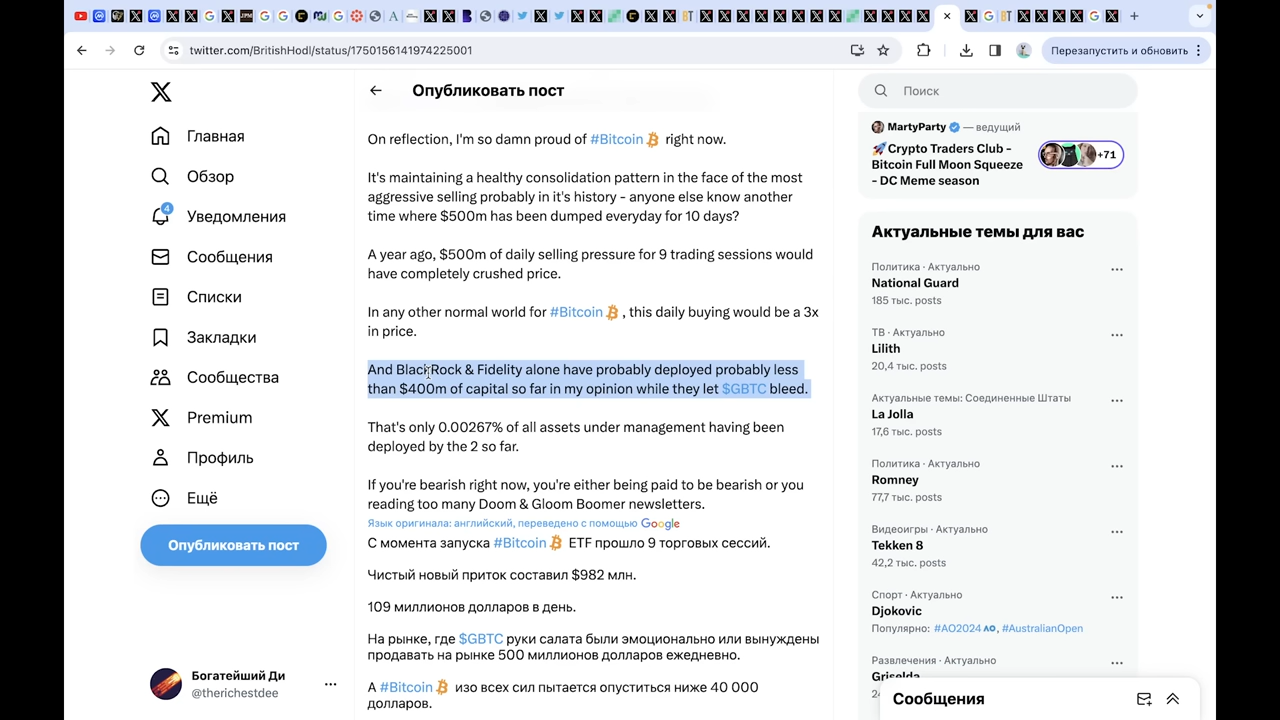 twitter.com/BritishHodl/status/1750156141974225001
Перезапустить и обновить
Главная
Обзор
4
Уведомления
Сообщения
Списки
Закладки
Сообщества
Premium
Профиль
Ещё
Опубликовать пост
Богатейший Ди
@therichestdee
Опубликовать пост
On reflection, I'm so damn proud of #Bitcoin right now.
It's maintaining a healthy consolidation pattern in the face of the most
aggressive selling probably in it's history - anyone else know another
time where $500m has been dumped everyday for 10 days?
A year ago, $500m of daily selling pressure for 9 trading sessions would
have completely crushed price.
In any other normal world for #Bitcoin , this daily buying would be a 3x
in price.
And BlackRock & Fidelity alone have probably deployed probably less
than $400m of capital so far in my opinion while they let $GBTC bleed.
That's only 0.00267% of all assets under management having been
deployed by the 2 so far.
If you're bearish right now, you're either being paid to be bearish or you
reading too many Doom & Gloom Boomer newsletters.
Язык оригинала: английский, переведено с помощью Google
С момента запуска #Bitcoin ETF прошло 9 торговых сессий.
Чистый новый приток составил $982 млн.
109 миллионов долларов в день.
На рынке, где $GBTC руки салата были эмоционально или вынуждены
продавать на рынке 500 миллионов долларов ежедневно.
А #Bitcoin изо всех сил пытается опуститься ниже 40 000
долларов.
Поиск
MartyParty — ведущий
Crypto Traders Club -
Bitcoin Full Moon Squeeze
- DC Meme season
+71
Актуальные темы для вас
Политика · Актуально
National Guard
185 тыс. posts
ТВ · Актуально
Lilith
20,4 тыс. posts
Актуальные темы: Соединенные Штаты
La Jolla
17,6 тыс. posts
Политика · Актуально
Romney
77,7 тыс. posts
Видеоигры · Актуально
Tekken 8
42,2 тыс. posts
Спорт · Актуально
Djokovic
Популярно: #AO2024 AO, #AustralianOpen
Развлечения · Актуально
Griselda
Сообщения